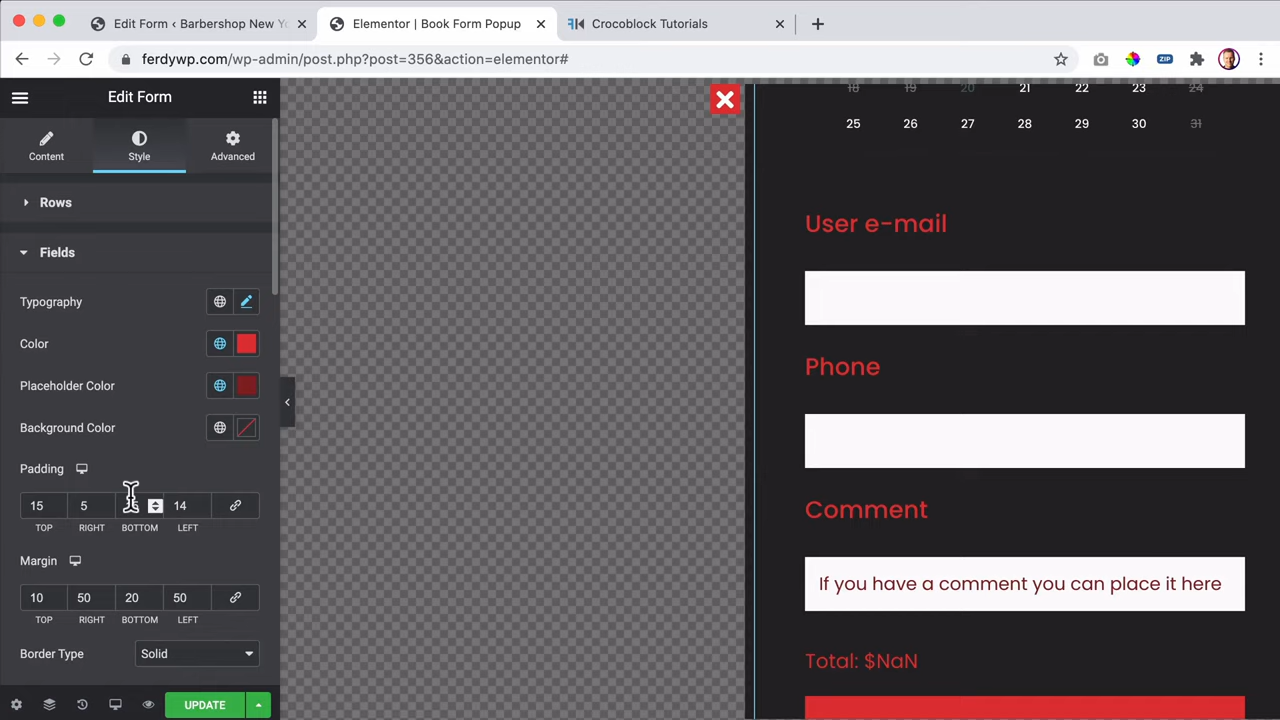 Edit Form ‹ Barbershop New Yo
Elementor | Book Form Popup
Crocoblock Tutorials
ferdywp.com/wp-admin/post.php?post=356&action=elementor#
ZIP
Edit Form
Content
Style
Advanced
Rows
Fields
Typography
Color
Placeholder Color
Background Color
Padding
15 5 14
TOP RIGHT BOTTOM LEFT
Margin
10 50 20 50
TOP RIGHT BOTTOM LEFT
Border Type Solid
UPDATE
18 19 20 21 22 23 24
25 26 27 28 29 30 31
User e-mail
Phone
Comment
If you have a comment you can place it here
Total: $NaN